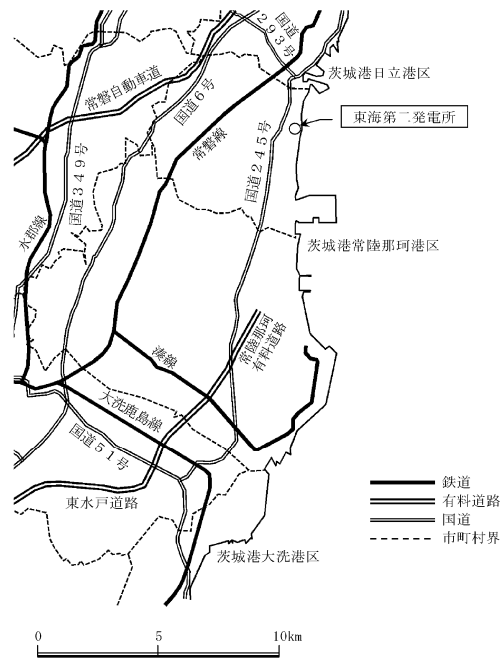 国道293号
茨城港日立港区
常磐自動車道
国道6号
東海第二発電所
常磐線
国道349号
国道245号
水郡線
茨城港常陸那珂港区
湊線
常陸那珂
有料道路
大洗鹿島線
国道51号
東水戸道路
茨城港大洗港区
鉄道
有料道路
国道
市町村界
0 5 10km